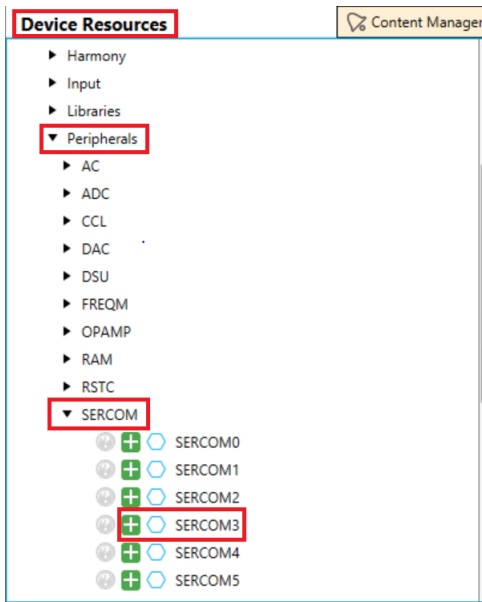 Device Resources
Content Manager
Harmony
Input
Libraries
Peripherals
AC
ADC
CCL
DAC
DSU
FREQM
OPAMP
RAM
RSTC
SERCOM
SERCOM0
SERCOM1
SERCOM2
SERCOM3
SERCOM4
SERCOM5